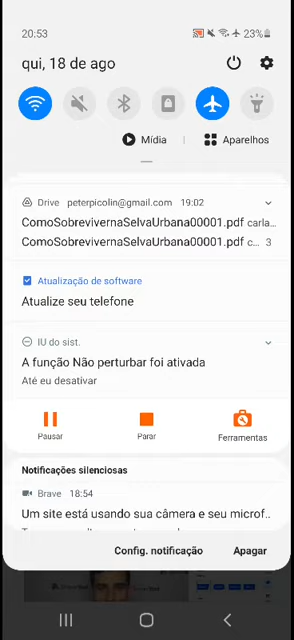 20:53
23%
qui, 18 de ago
Mídia
Aparelhos
Drive peterpicolin@gmail.com 19:02
ComoSobrevivernaSelvaUrbana00001.pdf carla...
ComoSobrevivernaSelvaUrbana00001.pdf c... 3
Atualização de software
Atualize seu telefone
IU do sist.
A função Não perturbar foi ativada
Até eu desativar
Pausar
Parar
Ferramentas
Notificações silenciosas
Brave 18:54
Um site está usando sua câmera e seu microf..
Config. notificação
Apagar